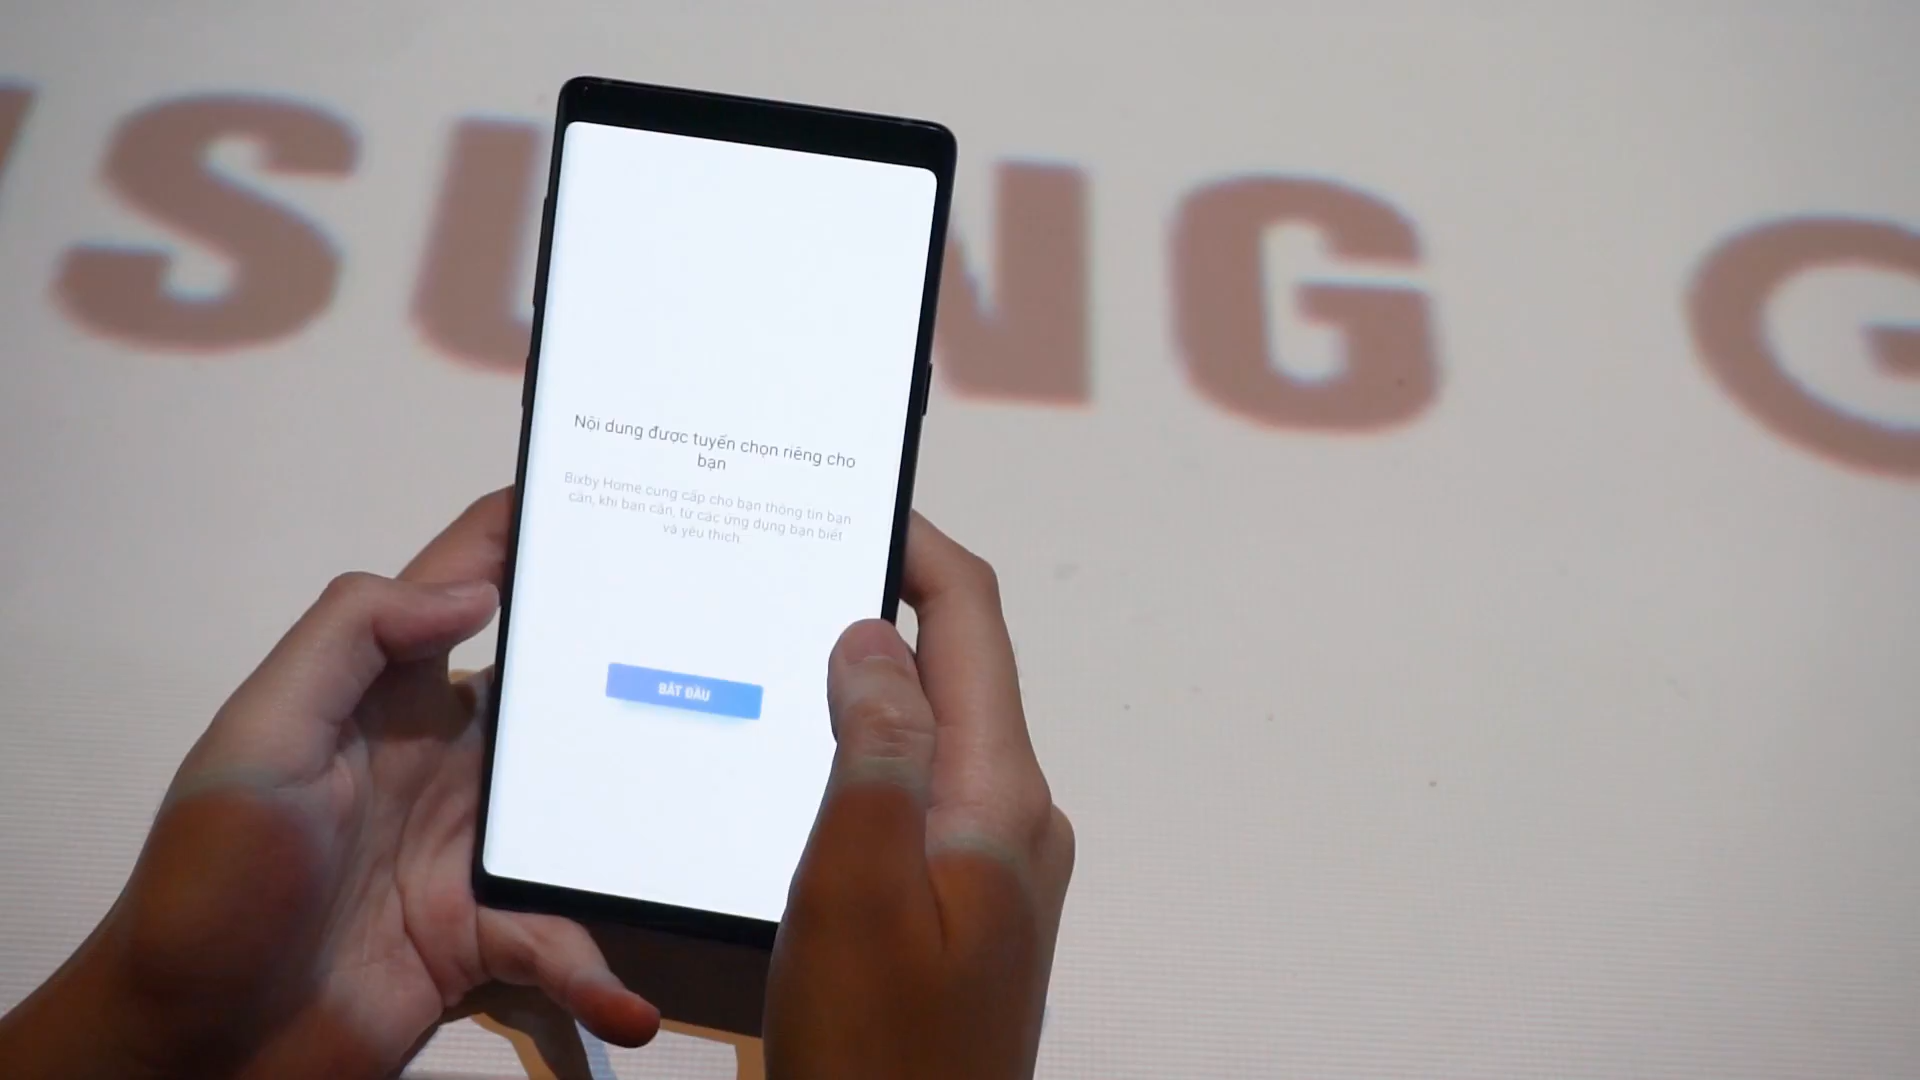 SUNG G
Nội dung được tuyển chọn riêng cho
bạn
Bixby Home cung cấp cho bạn thông tin bạn
cần, khi bạn cần, từ các ứng dụng bạn biết
và yêu thích
BẮT ĐẦU